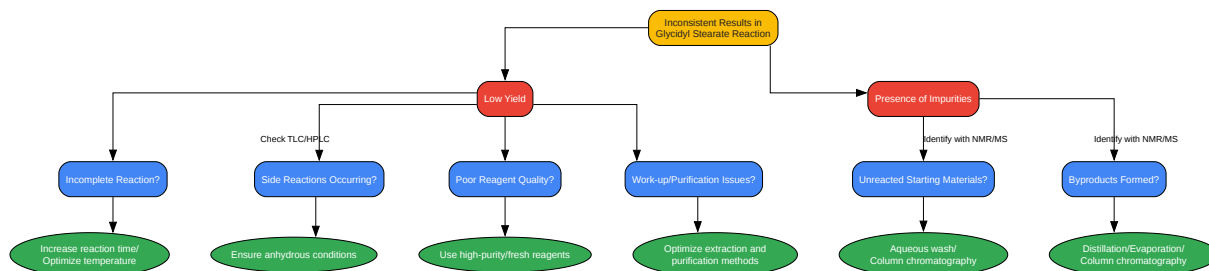 Inconsistent Results in
Glycidyl Stearate Reaction
Low Yield
Presence of Impurities
Check TLC/HPLC
Identify with NMR/MS
Identify with NMR/MS
Incomplete Reaction?
Side Reactions Occurring?
Poor Reagent Quality?
Work-up/Purification Issues?
Unreacted Starting Materials?
Byproducts Formed?
Increase reaction time/
Optimize temperature
Ensure anhydrous conditions
Use high-purity/fresh reagents
Optimize extraction and
purification methods
Aqueous wash/
Column chromatography
Distillation/Evaporation/
Column chromatography